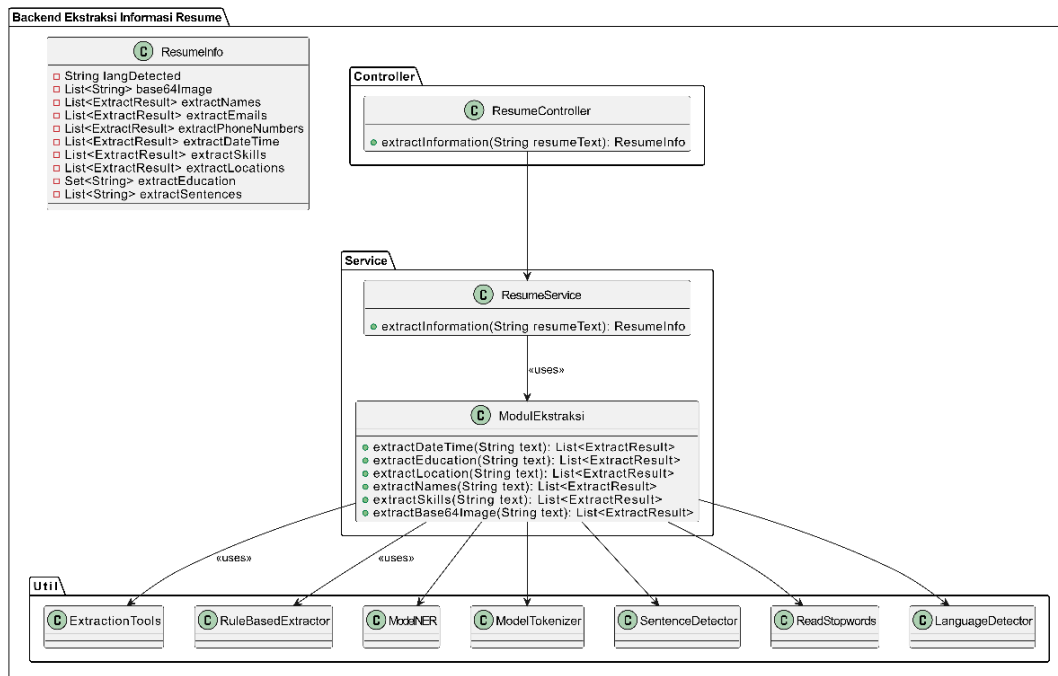 Backend Ekstraksi Informasi Resume
C ResumeInfo
String langDetected
List<String> base64Image
List<ExtractResult> extractNames
List<ExtractResult> extractEmails
List<ExtractResult> extractPhoneNumbers
List<ExtractResult> extractDateTime
List<ExtractResult> extractSkills
List<ExtractResult> extractLocations
Set<String> extractEducation
List<String> extractSentences
Controller
C ResumeController
extractInformation(String resumeText): ResumeInfo
Service
C ResumeService
extractInformation(String resumeText): ResumeInfo
«uses»
C ModulEkstraksi
extractDateTime(String text): List<ExtractResult>
extractEducation(String text): List<ExtractResult>
extractLocation(String text): List<ExtractResult>
extractNames(String text): List<ExtractResult>
extractSkills(String text): List<ExtractResult>
extractBase64Image(String text): List<ExtractResult>
«uses»
«uses»
Util
C ExtractionTools
C RuleBasedExtractor
C ModelNER
C ModelTokenizer
C SentenceDetector
C ReadStopwords
C LanguageDetector